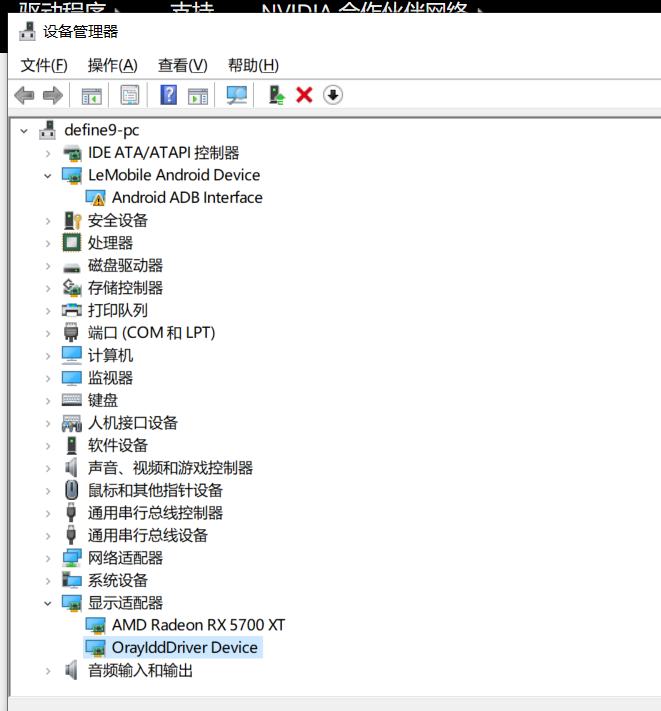 驱动程序 支持 NVIDIA 合作伙伴网络
设备管理器
文件(F) 操作(A) 查看(V) 帮助(H)
define9-pc
IDE ATA/ATAPI 控制器
LeMobile Android Device
Android ADB Interface
安全设备
处理器
磁盘驱动器
存储控制器
打印队列
端口 (COM 和 LPT)
计算机
监视器
键盘
人机接口设备
软件设备
声音、视频和游戏控制器
鼠标和其他指针设备
通用串行总线控制器
通用串行总线设备
网络适配器
系统设备
显示适配器
AMD Radeon RX 5700 XT
OrayIddDriver Device
音频输入和输出